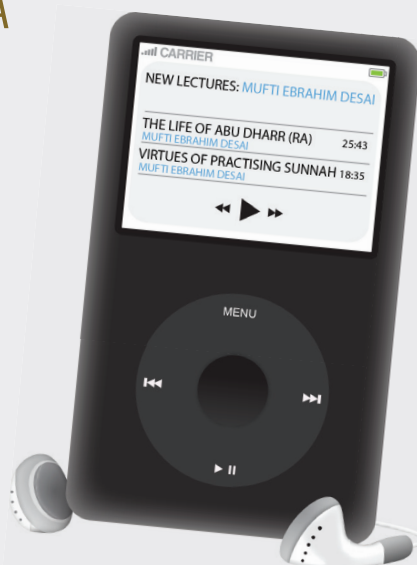 A
CARRIER
NEW LECTURES: MUFTI EBRAHIM DESAI
THE LIFE OF ABU DHARR (RA) 25:43
MUFTI EBRAHIM DESAI
VIRTUES OF PRACTISING SUNNAH 18:35
MUFTI EBRAHIM DESAI
MENU